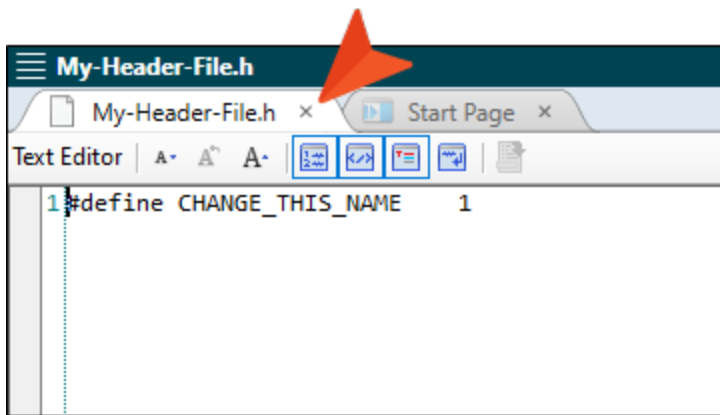 My-Header-File.h
My-Header-File.h × Start Page ×
Text Editor A A A
1 #define CHANGE_THIS_NAME 1